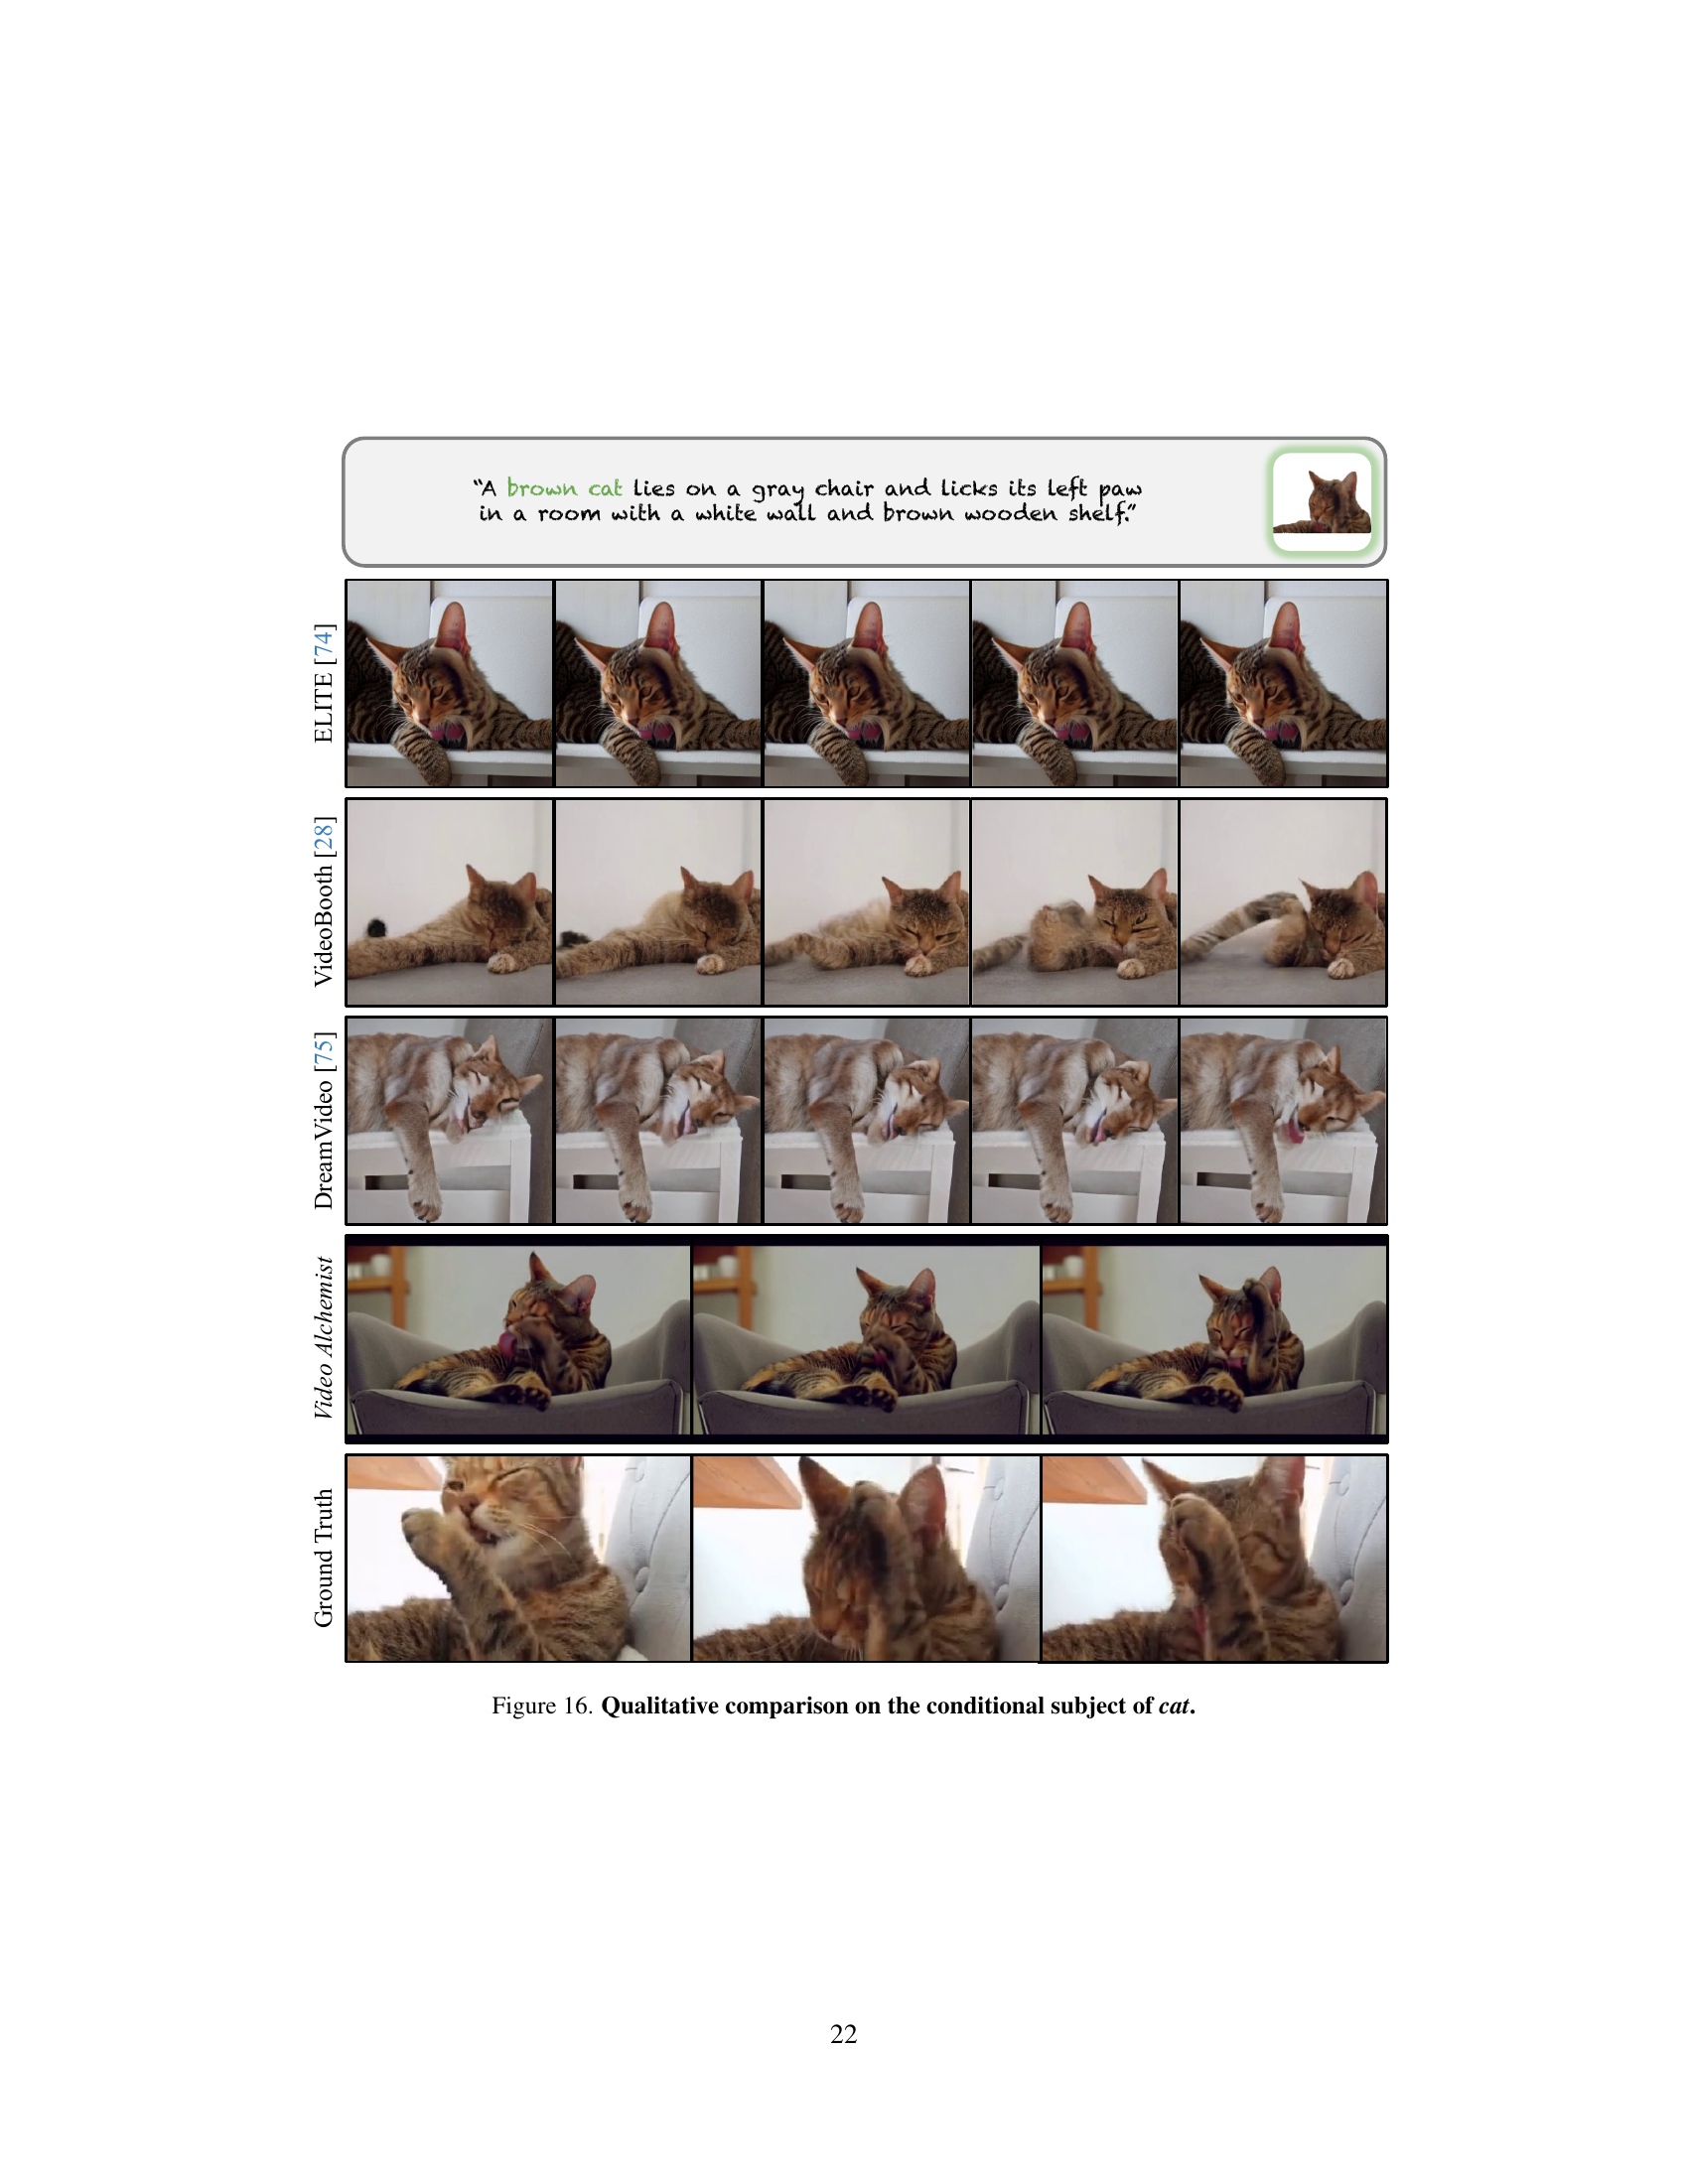 “A brown cat lies on a gray chair and licks its left paw
in a room with a white wall and brown wooden shelf.”
ELITE [74]
VideoBooth [28]
DreamVideo [75]
Video Alchemist
Ground Truth
Figure 16. Qualitative comparison on the conditional subject of cat.
22